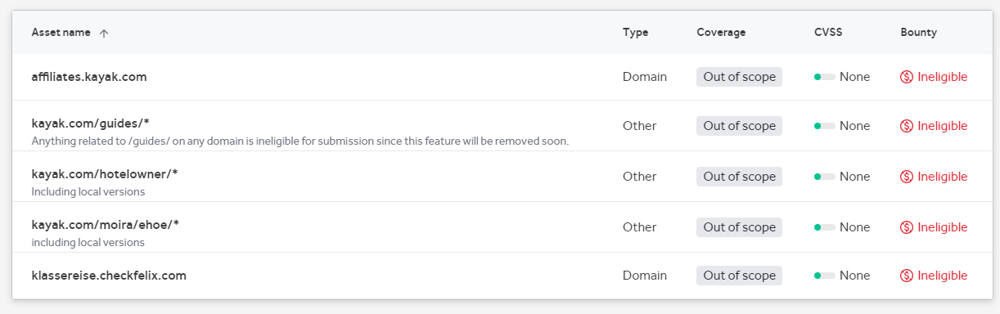 Asset name ↑ Type Coverage CVSS Bounty
affiliates.kayak.com Domain Out of scope None Ineligible
kayak.com/guides/* Other Out of scope None Ineligible
Anything related to /guides/ on any domain is ineligible for submission since this feature will be removed soon.
kayak.com/hotelowner/* Other Out of scope None Ineligible
Including local versions
kayak.com/moira/ehoe/* Other Out of scope None Ineligible
including local versions
klassereise.checkfelix.com Domain Out of scope None Ineligible